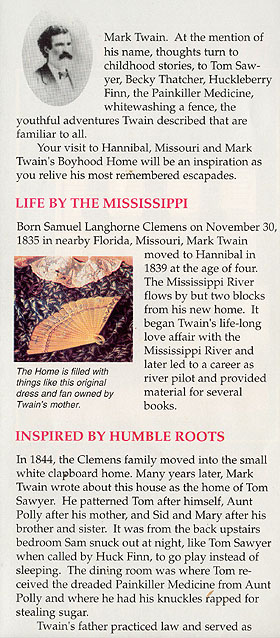 Mark Twain. At the mention of
his name, thoughts turn to
childhood stories, to Tom Saw-
yer, Becky Thatcher, Huckleberry
Finn, the Painkiller Medicine,
whitewashing a fence, the
youthful adventures Twain described that are
familiar to all.
Your visit to Hannibal, Missouri and Mark
Twain's Boyhood Home will be an inspiration as
you relive his most remembered escapades.
LIFE BY THE MISSISSIPPI
Born Samuel Langhorne Clemens on November 30,
1835 in nearby Florida, Missouri, Mark Twain
moved to Hannibal in
1839 at the age of four.
The Mississippi River
flows by but two blocks
from his new home. It
began Twain's life-long
love affair with the
Mississippi River and
later led to a career as
river pilot and provided
material for several
books.
The Home is filled with
things like this original
dress and fan owned by
Twain's mother.
INSPIRED BY HUMBLE ROOTS
In 1844, the Clemens family moved into the small
white clapboard home. Many years later, Mark
Twain wrote about this house as the home of Tom
Sawyer. He patterned Tom after himself, Aunt
Polly after his mother, and Sid and Mary after his
brother and sister. It was from the back upstairs
bedroom Sam snuck out at night, like Tom Sawyer
when called by Huck Finn, to go play instead of
sleeping. The dining room was where Tom re-
ceived the dreaded Painkiller Medicine from Aunt
Polly and where he had his knuckles rapped for
stealing sugar.
Twain's father practiced law and served as